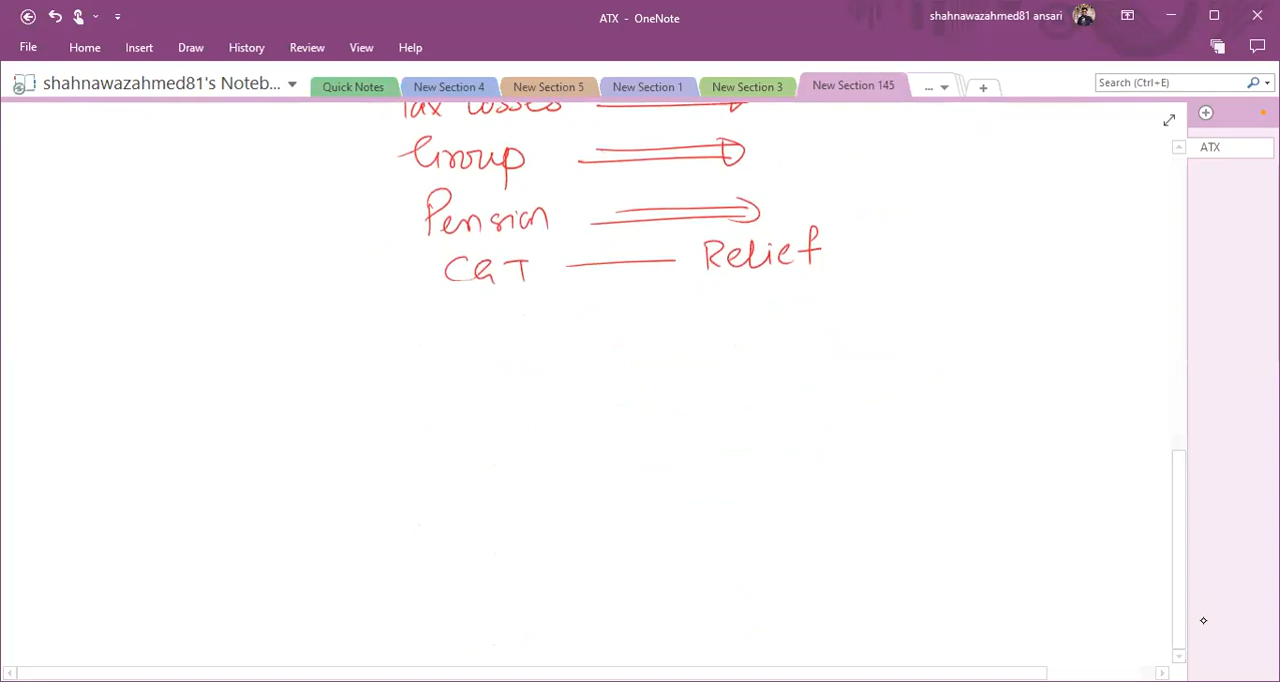 ATX - OneNote
shahnawazahmed81 ansari
File Home Insert Draw History Review View Help
shahnawazahmed81's Noteb... Quick Notes New Section 4 New Section 5 New Section 1 New Section 3 New Section 145 ... Search (Ctrl+E)
ATX
Tax losses
Group
Pension
CGT — Relief